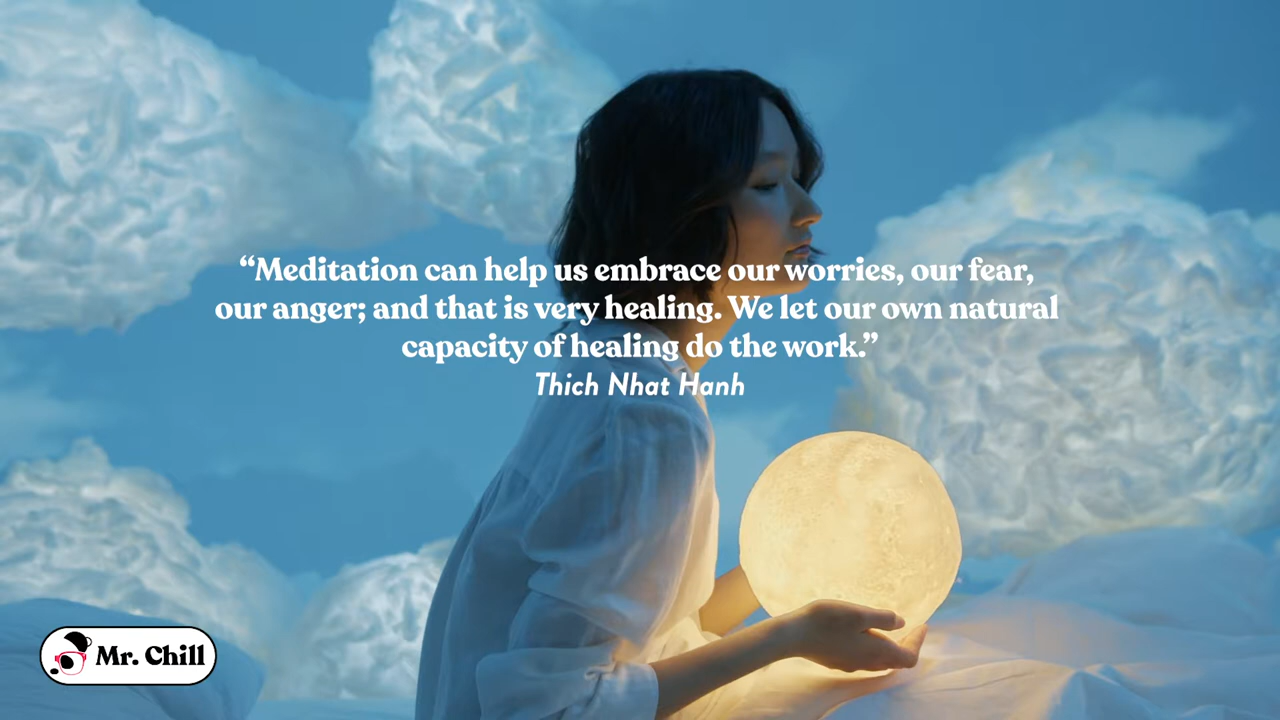 “Meditation can help us embrace our worries, our fear,
our anger; and that is very healing. We let our own natural
capacity of healing do the work.”
Thich Nhat Hanh
Mr. Chill